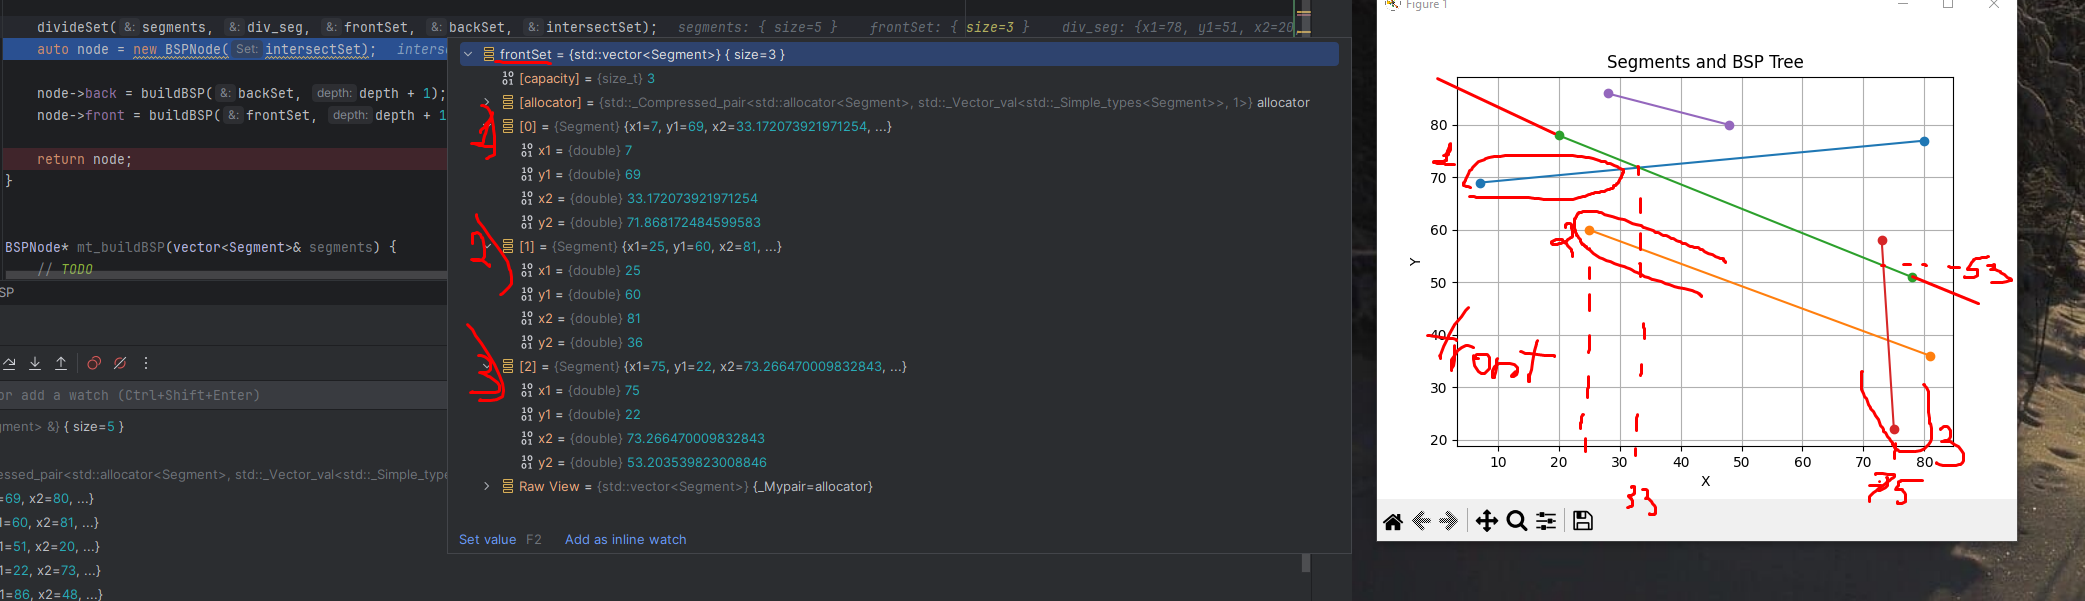 divideSet( &: segments, &: div_seg, &: frontSet, &: backSet, &: intersectSet); segments: { size=5 } frontSet: { size=3 } div_seg: {x1=78, y1=51, x2=20,
auto node = new BSPNode( Set: intersectSet); inters
node->back = buildBSP( &: backSet, depth: depth + 1);
node->front = buildBSP( &: frontSet, depth: depth + 1
return node;
}
BSPNode* mt_buildBSP(vector<Segment>& segments) {
// TODO
SP
or add a watch (Ctrl+Shift+Enter)
gment> &} { size=5 }
essed_pair<std::allocator<Segment>, std::_Vector_val<std::_Simple_type
=69, x2=80, ...}
1=60, x2=81, ...}
1=51, x2=20, ...}
1=22, x2=73, ...}
1=86, x2=48, ...}
frontSet = {std::vector<Segment>} { size=3 }
[capacity] = {size_t} 3
[allocator] = {std::_Compressed_pair<std::allocator<Segment>, std::_Vector_val<std::_Simple_types<Segment>>, 1>} allocator
1
[0] = {Segment} {x1=7, y1=69, x2=33.172073921971254, ...}
x1 = {double} 7
y1 = {double} 69
x2 = {double} 33.172073921971254
y2 = {double} 71.868172484599583
2
[1] = {Segment} {x1=25, y1=60, x2=81, ...}
x1 = {double} 25
y1 = {double} 60
x2 = {double} 81
y2 = {double} 36
3
[2] = {Segment} {x1=75, y1=22, x2=73.266470009832843, ...}
x1 = {double} 75
y1 = {double} 22
x2 = {double} 73.266470009832843
y2 = {double} 53.203539823008846
Raw View = {std::vector<Segment>} {_Mypair=allocator}
Set value F2 Add as inline watch
Figure 1
Segments and BSP Tree
80
1
70
60
2
Y
53
50
40
front
30
20
3
10 20 30 40 50 60 70 80
X
75
33